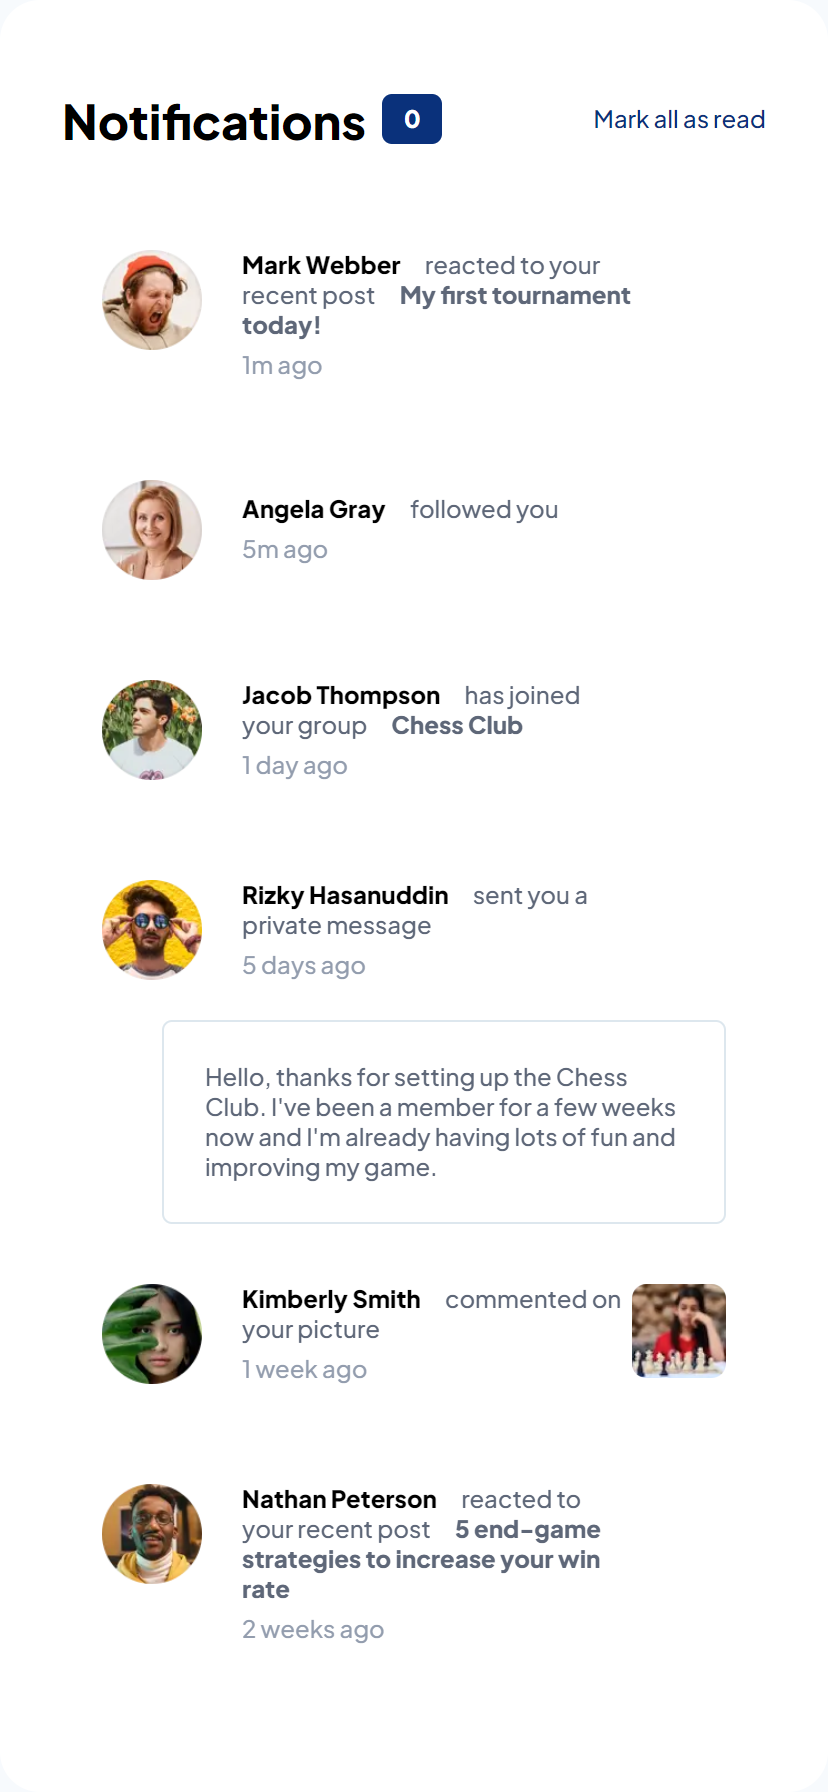 Notifications 0 Mark all as read
Mark Webber reacted to your
recent post My first tournament
today!
1m ago
Angela Gray followed you
5m ago
Jacob Thompson has joined
your group Chess Club
1 day ago
Rizky Hasanuddin sent you a
private message
5 days ago
Hello, thanks for setting up the Chess
Club. I've been a member for a few weeks
now and I'm already having lots of fun and
improving my game.
Kimberly Smith commented on
your picture
1 week ago
Nathan Peterson reacted to
your recent post 5 end-game
strategies to increase your win
rate
2 weeks ago